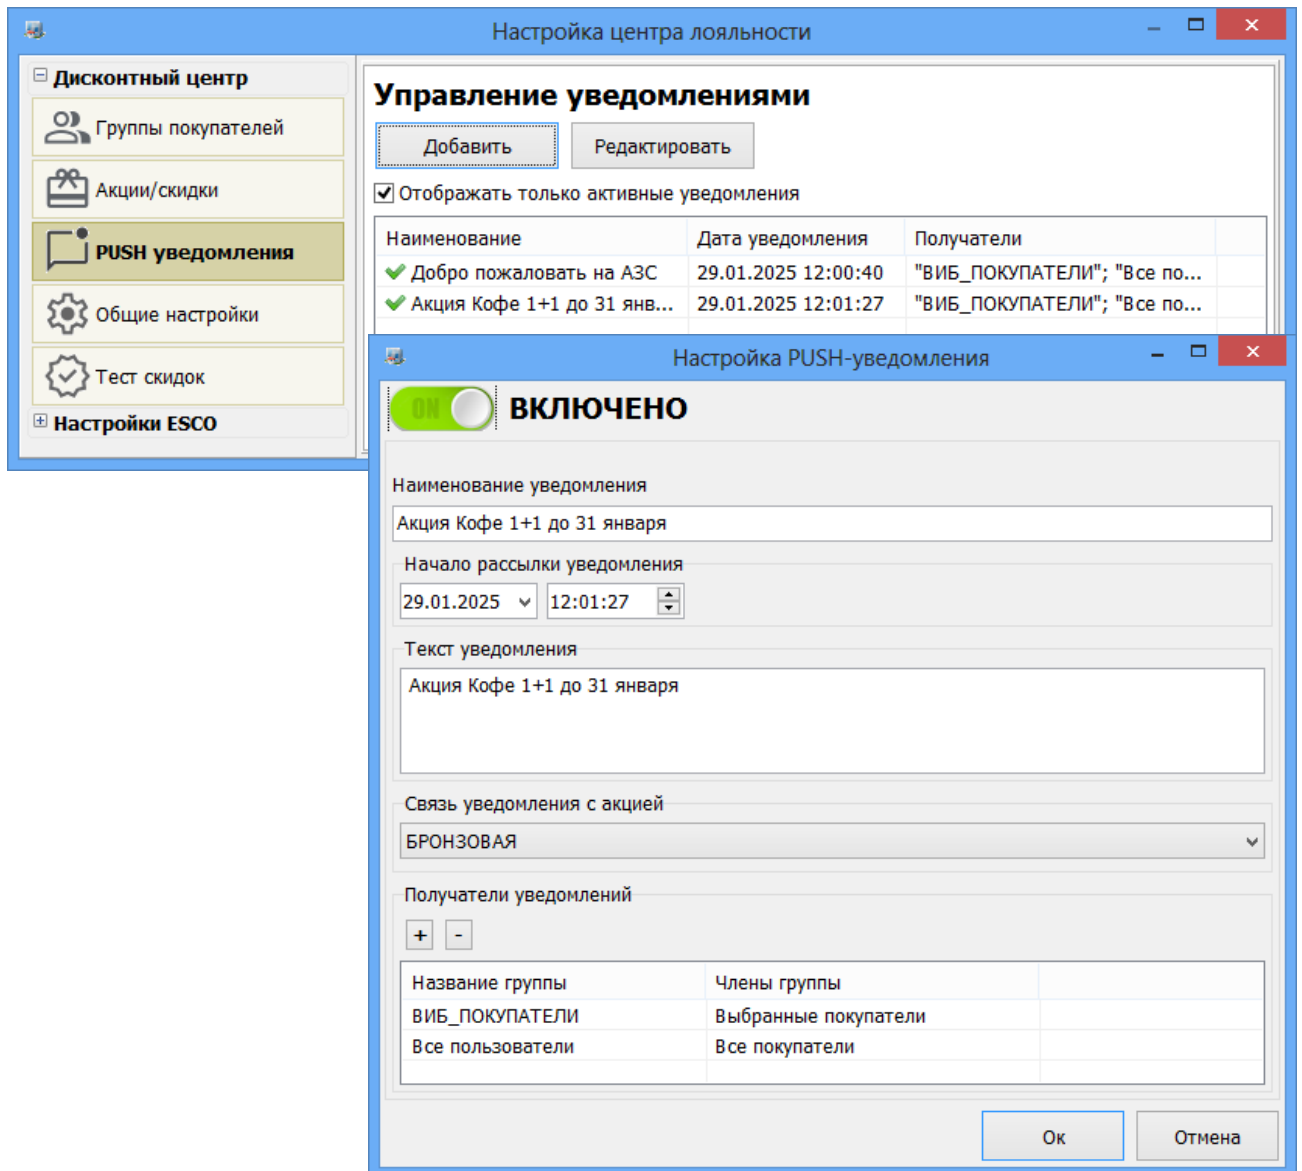 Настройка центра лояльности
Дисконтный центр
Группы покупателей
Акции/скидки
PUSH уведомления
Общие настройки
Тест скидок
Настройки ESCO
Управление уведомлениями
Добавить Редактировать
Отображать только активные уведомления
Наименование Дата уведомления Получатели
Добро пожаловать на АЗС 29.01.2025 12:00:40 "ВИБ_ПОКУПАТЕЛИ"; "Все по...
Акция Кофе 1+1 до 31 янв... 29.01.2025 12:01:27 "ВИБ_ПОКУПАТЕЛИ"; "Все по...
Настройка PUSH-уведомления
ON ВКЛЮЧЕНО
Наименование уведомления
Акция Кофе 1+1 до 31 января
Начало рассылки уведомления
29.01.2025 12:01:27
Текст уведомления
Акция Кофе 1+1 до 31 января
Связь уведомления с акцией
БРОНЗОВАЯ
Получатели уведомлений
+ -
Название группы Члены группы
ВИБ_ПОКУПАТЕЛИ Выбранные покупатели
Все пользователи Все покупатели
Ок Отмена